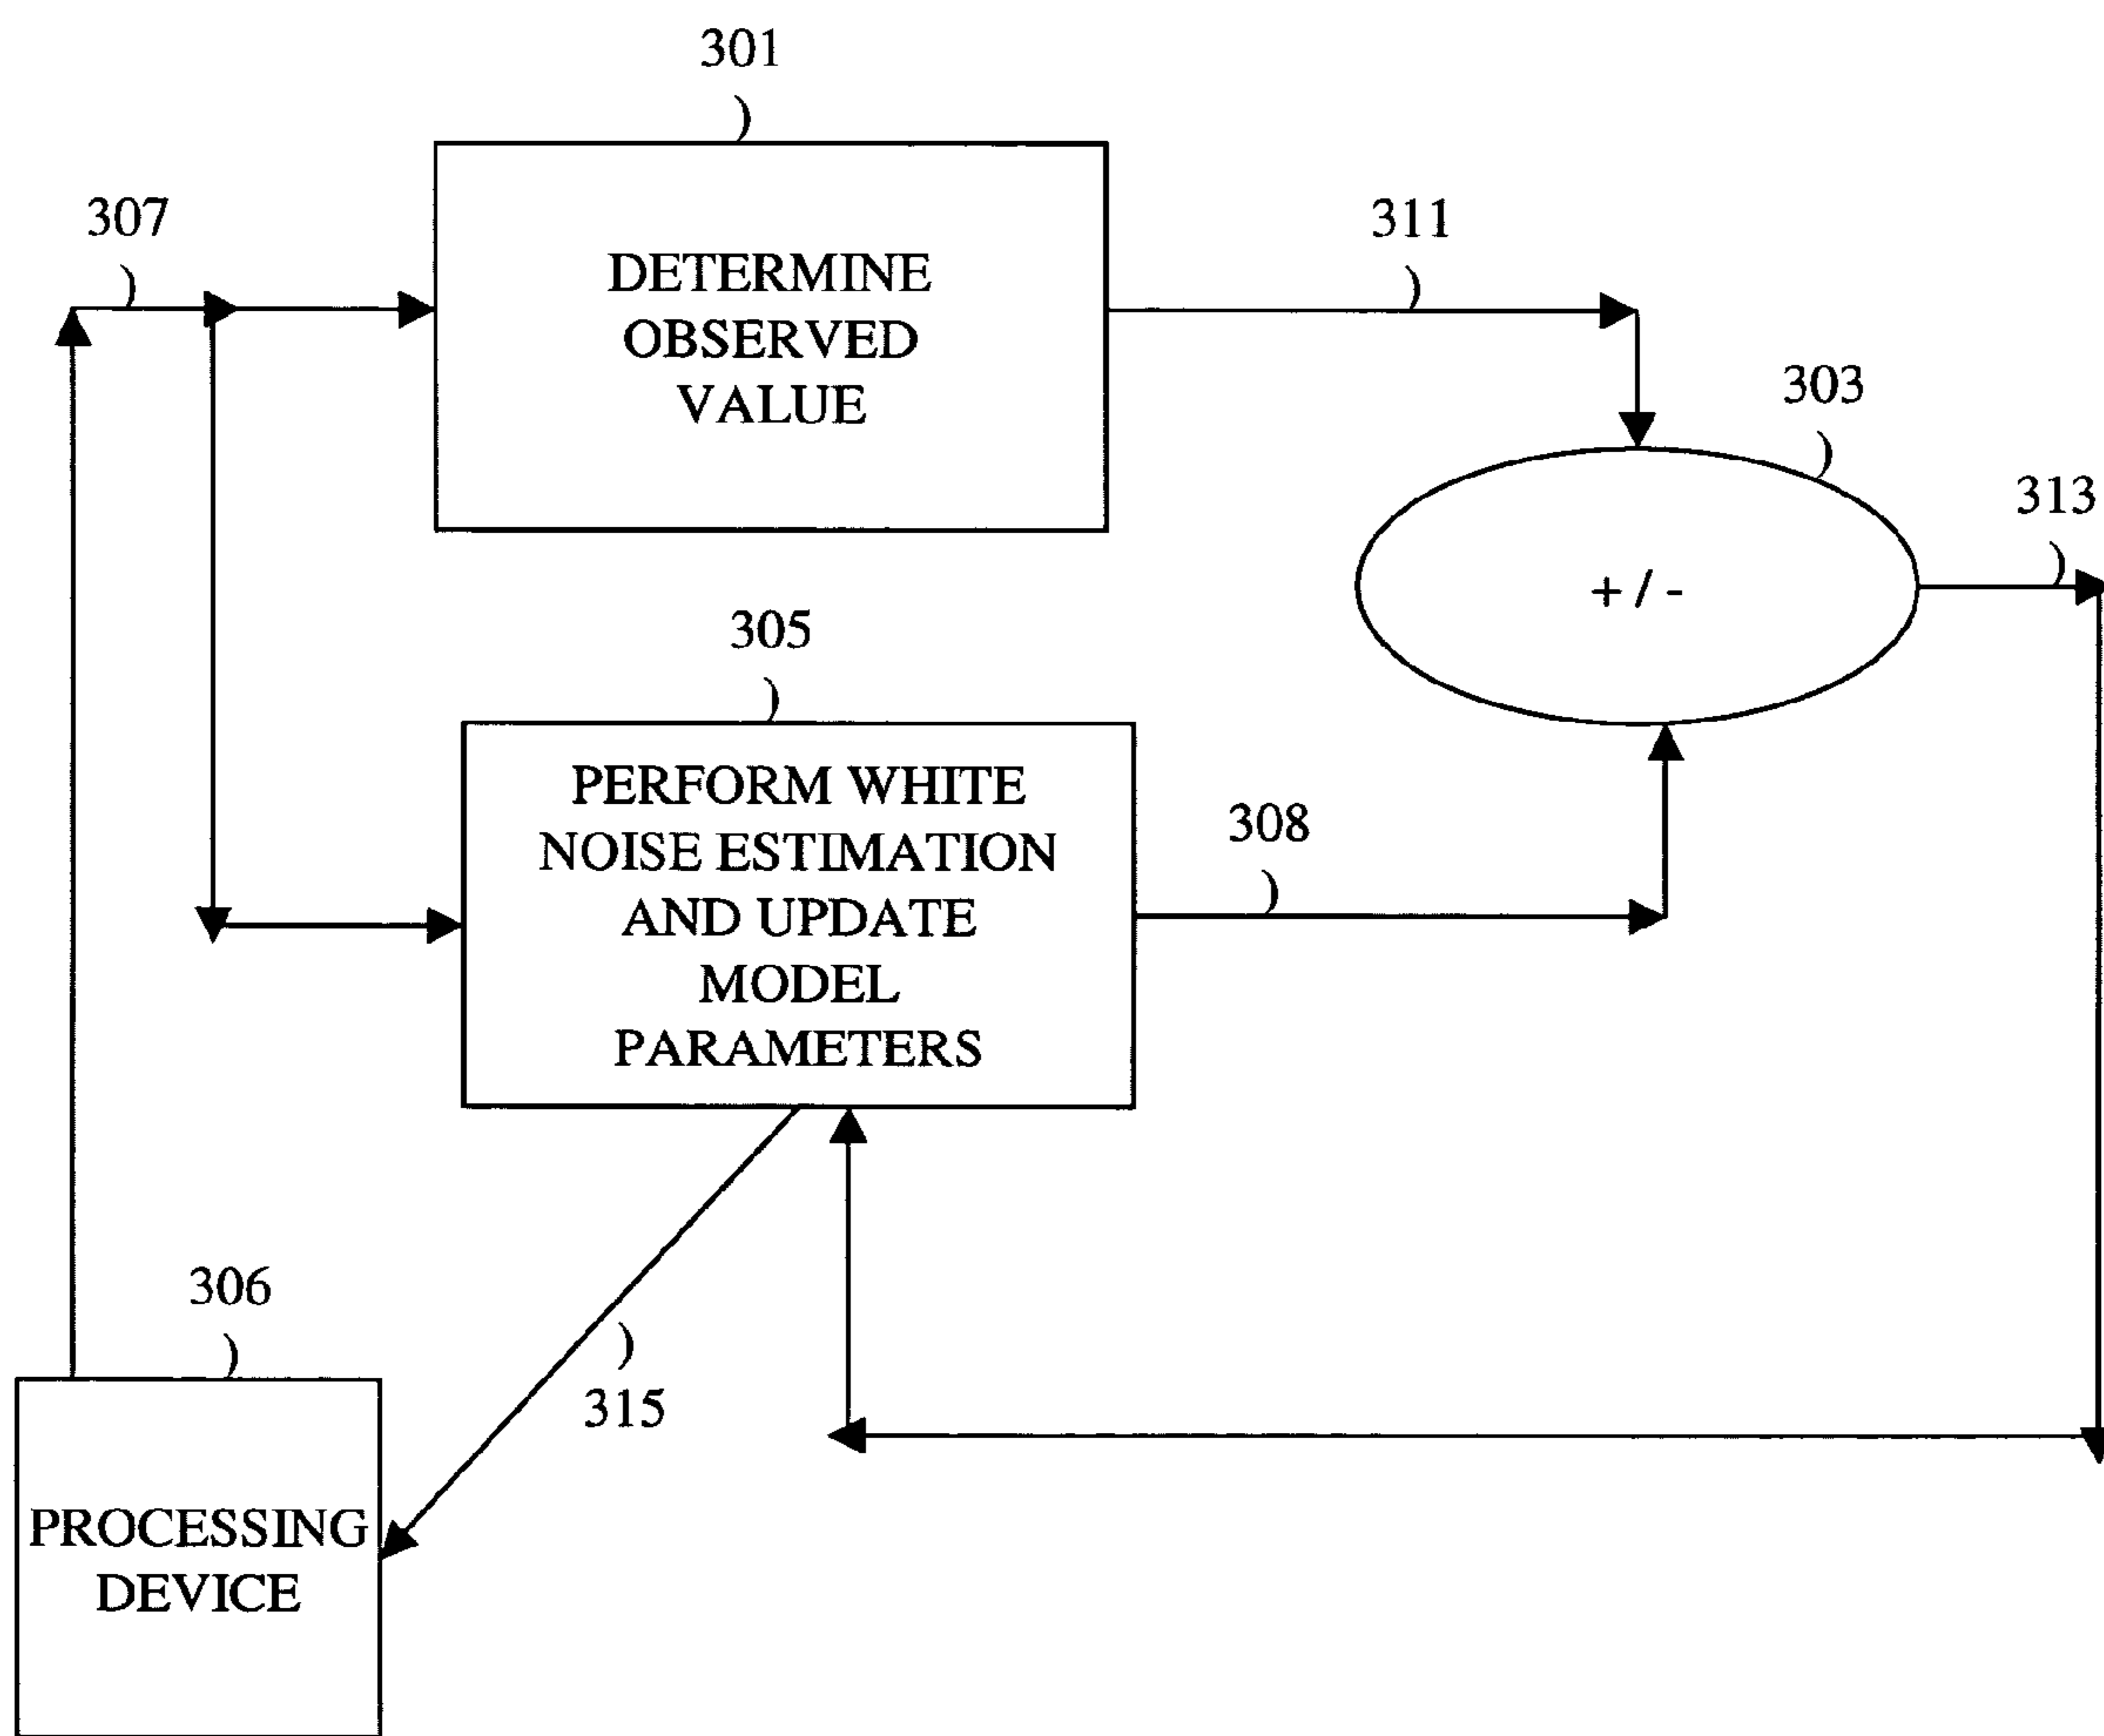 301
307
DETERMINE
OBSERVED
VALUE
311
303
313
+ / -
305
PERFORM WHITE
NOISE ESTIMATION
AND UPDATE
MODEL
PARAMETERS
308
306
315
PROCESSING
DEVICE